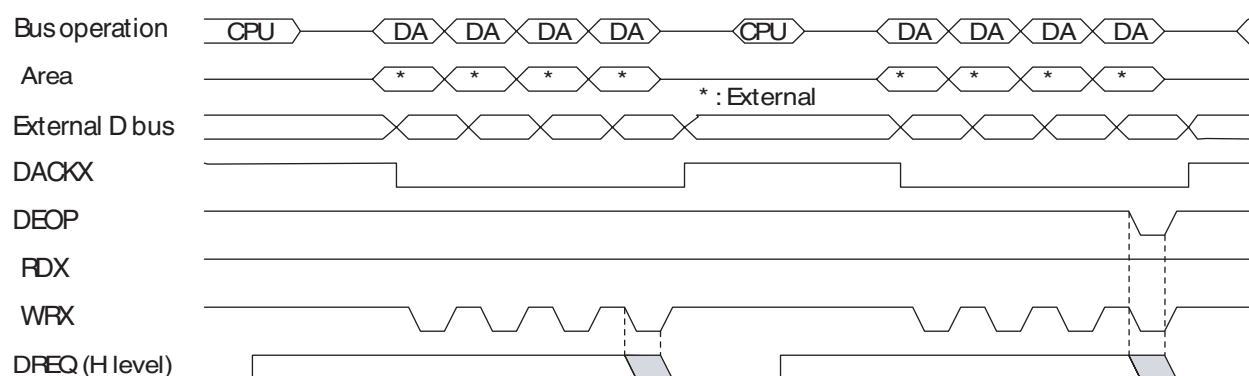 Bus operation CPU DA DA DA DA CPU DA DA DA DA
Area * * * * * * * *
* : External
External D bus
DACKX
DEOP
RDX
WRX
DREQ (H level)